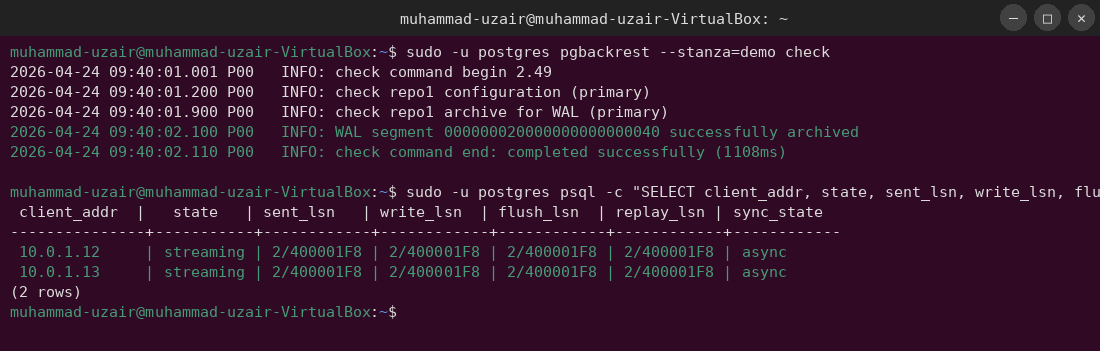 muhammad-uzair@muhammad-uzair-VirtualBox: ~
muhammad-uzair@muhammad-uzair-VirtualBox:~$ sudo -u postgres pgbackrest --stanza=demo check
2026-04-24 09:40:01.001 P00   INFO: check command begin 2.49
2026-04-24 09:40:01.200 P00   INFO: check repo1 configuration (primary)
2026-04-24 09:40:01.900 P00   INFO: check repo1 archive for WAL (primary)
2026-04-24 09:40:02.100 P00   INFO: WAL segment 000000020000000000000040 successfully archived
2026-04-24 09:40:02.110 P00   INFO: check command end: completed successfully (1108ms)
muhammad-uzair@muhammad-uzair-VirtualBox:~$ sudo -u postgres psql -c "SELECT client_addr, state, sent_lsn, write_lsn, flu
 client_addr  |   state   | sent_lsn   | write_lsn  | flush_lsn  | replay_lsn | sync_state
---------------+-----------+------------+------------+------------+------------+------------
 10.0.1.12     | streaming | 2/400001F8 | 2/400001F8 | 2/400001F8 | 2/400001F8 | async
 10.0.1.13     | streaming | 2/400001F8 | 2/400001F8 | 2/400001F8 | 2/400001F8 | async
(2 rows)
muhammad-uzair@muhammad-uzair-VirtualBox:~$